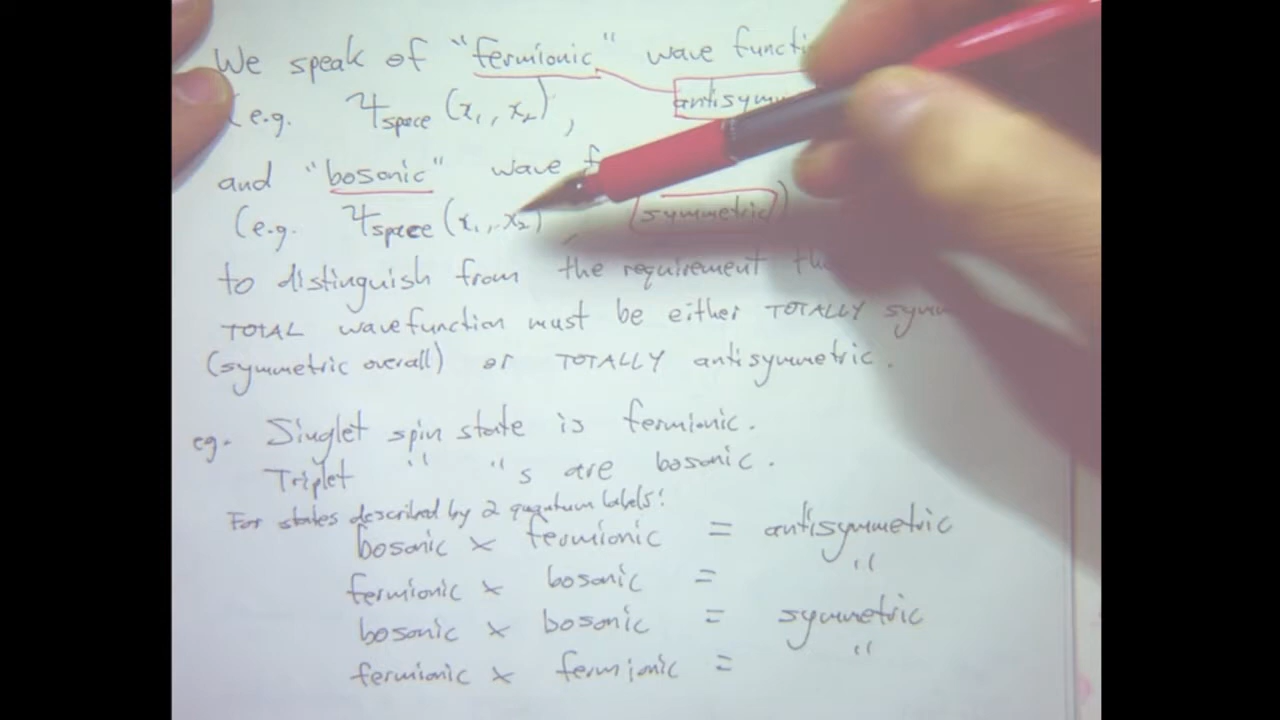 We speak of "fermionic" wave functi
(e.g. Ψspace (x₁, x₂), antisymm
and "bosonic" wave f
(e.g. Ψspace (x₁, x₂), symmetric)
to distinguish from the requirement th
TOTAL wavefunction must be either TOTALLY symm
(symmetric overall) or TOTALLY antisymmetric.
eg. Singlet spin state is fermionic.
Triplet " " s are bosonic.
For states described by 2 quantum labels:
bosonic × fermionic = antisymmetric
fermionic × bosonic = "
bosonic × bosonic = symmetric
fermionic × fermionic = "